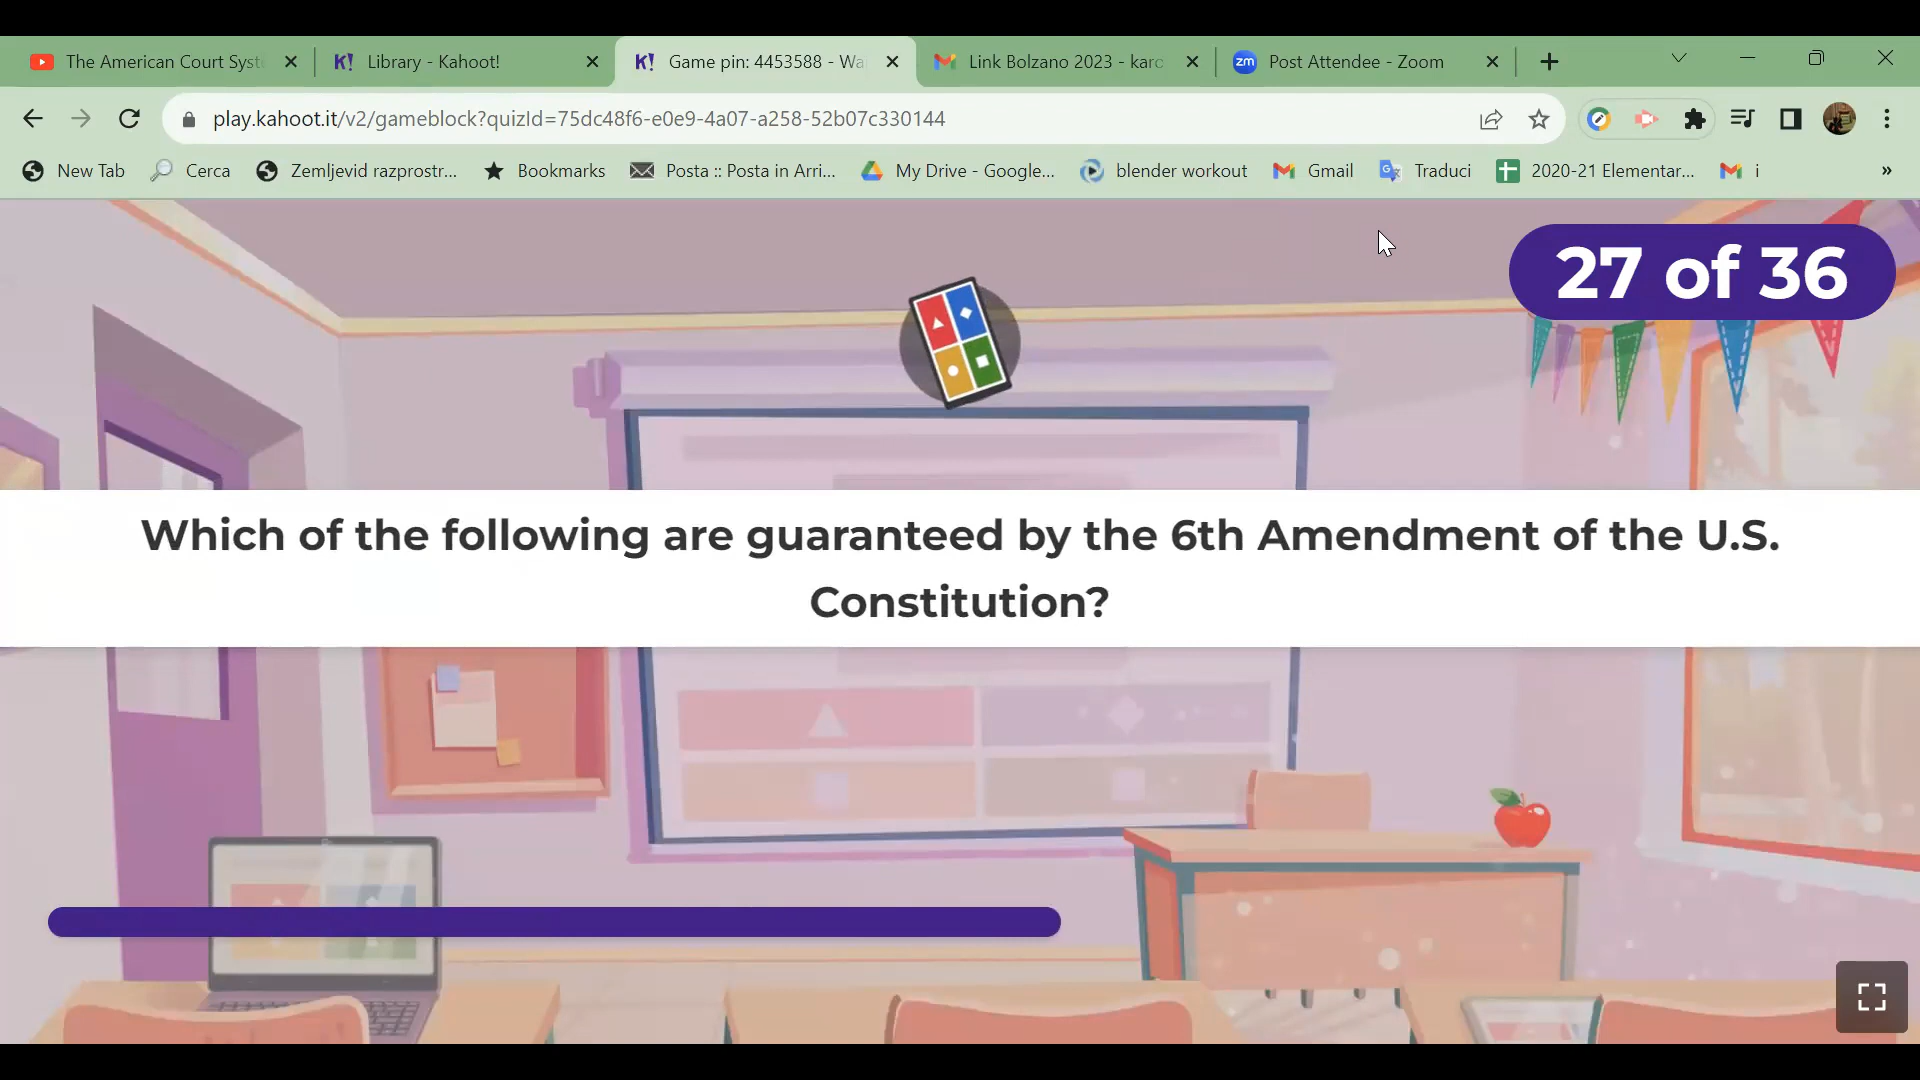 The American Court Syst
Library - Kahoot!
Game pin: 4453588 - Wa
Link Bolzano 2023 - karo
zm
Post Attendee - Zoom
play.kahoot.it/v2/gameblock?quizId=75dc48f6-e0e9-4a07-a258-52b07c330144
New Tab
Cerca
Zemljevid razprostr...
Bookmarks
Posta :: Posta in Arri...
My Drive - Google...
blender workout
Gmail
Traduci
2020-21 Elementar...
i
27 of 36
Which of the following are guaranteed by the 6th Amendment of the U.S.
Constitution?